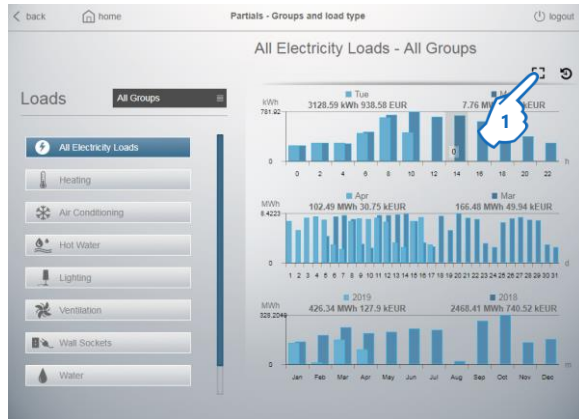 back
home
Partials - Groups and load type
logout
All Electricity Loads - All Groups
Loads
All Groups
All Electricity Loads
Heating
Air Conditioning
Hot Water
Lighting
Ventilation
Wall Sockets
Water
1
kWh
Tue
3128.59 kWh 938.58 EUR
7.76 EUR
781.92
0
0
0 2 4 6 8 10 12 14 16 18 20 22 h
MWh
Apr
Mar
102.49 MWh 30.75 kEUR
166.48 MWh 49.94 kEUR
8.4223
0
1 2 3 4 5 6 7 8 9 10 11 12 13 14 15 16 17 18 19 20 21 22 23 24 25 26 27 28 29 30 31 d
MWh
2019
2018
426.34 MWh 127.9 kEUR
2468.41 MWh 740.52 kEUR
328.2049
0
Jan Feb Mar Apr May Jun Jul Aug Sep Oct Nov Dec m